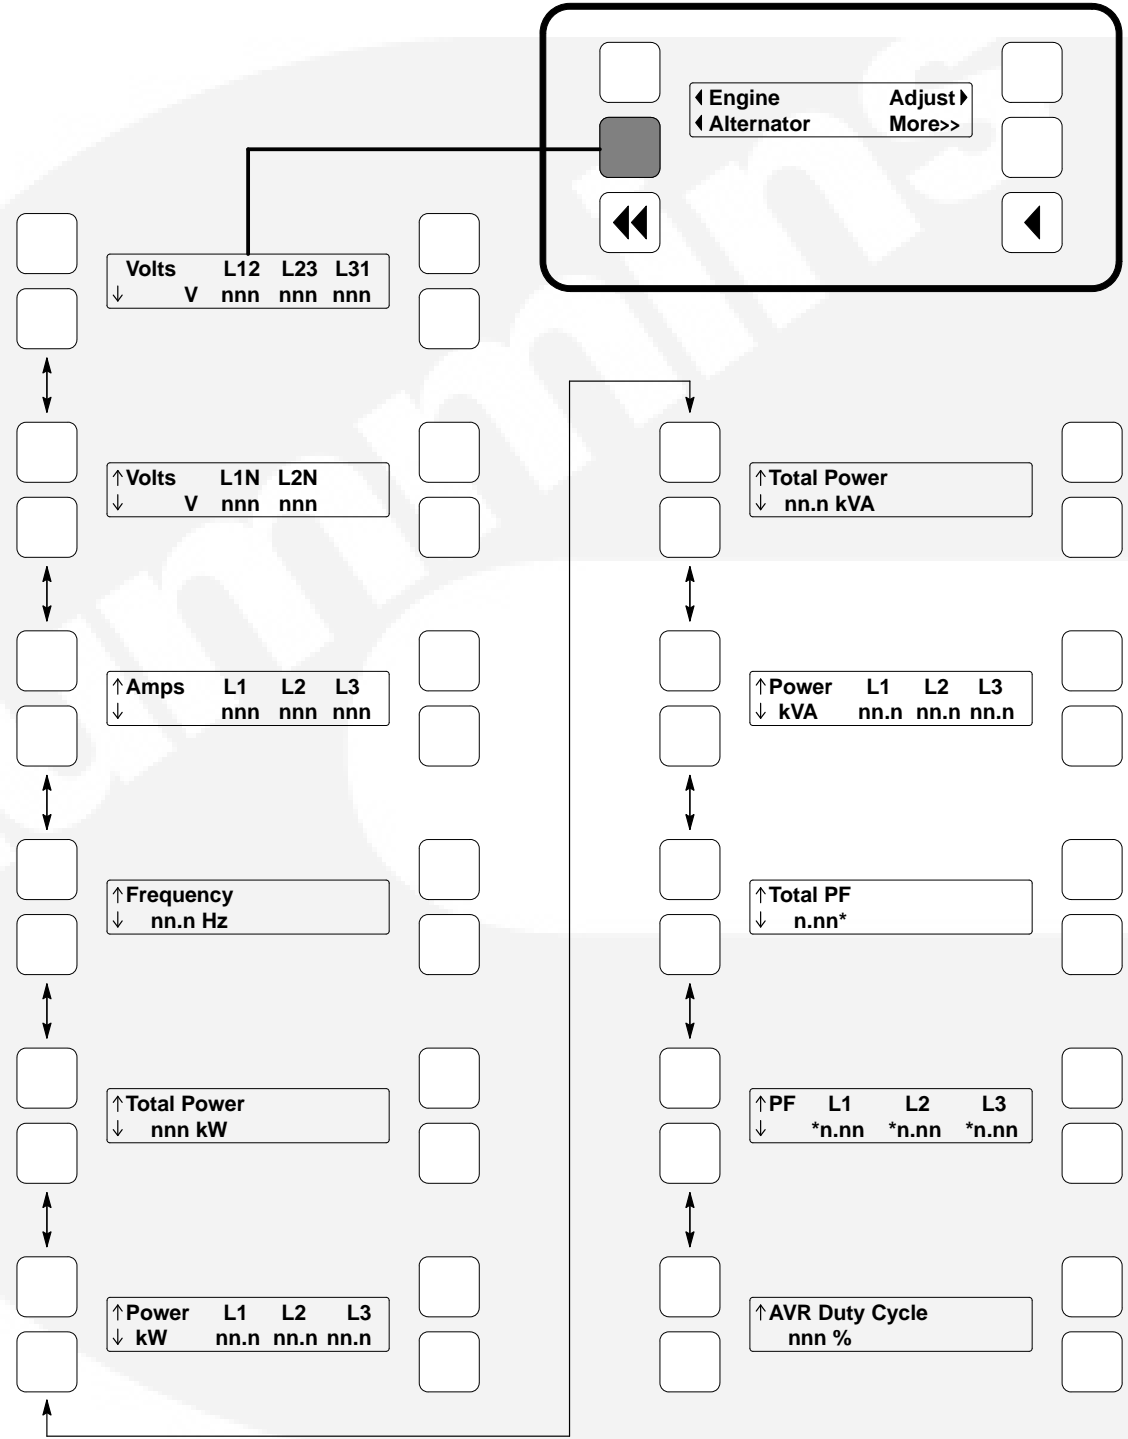 ◀ Engine Adjust ▶
◀ Alternator More>>
Volts L12 L23 L31
↓ V nnn nnn nnn
↑ Volts L1N L2N
↓ V nnn nnn
↑ Amps L1 L2 L3
↓ nnn nnn nnn
↑ Frequency
↓ nn.n Hz
↑ Total Power
↓ nnn kW
↑ Power L1 L2 L3
↓ kW nn.n nn.n nn.n
↑ Total Power
↓ nn.n kVA
↑ Power L1 L2 L3
↓ kVA nn.n nn.n nn.n
↑ Total PF
↓ n.nn*
↑ PF L1 L2 L3
↓ *n.nn *n.nn *n.nn
↑ AVR Duty Cycle
nnn %